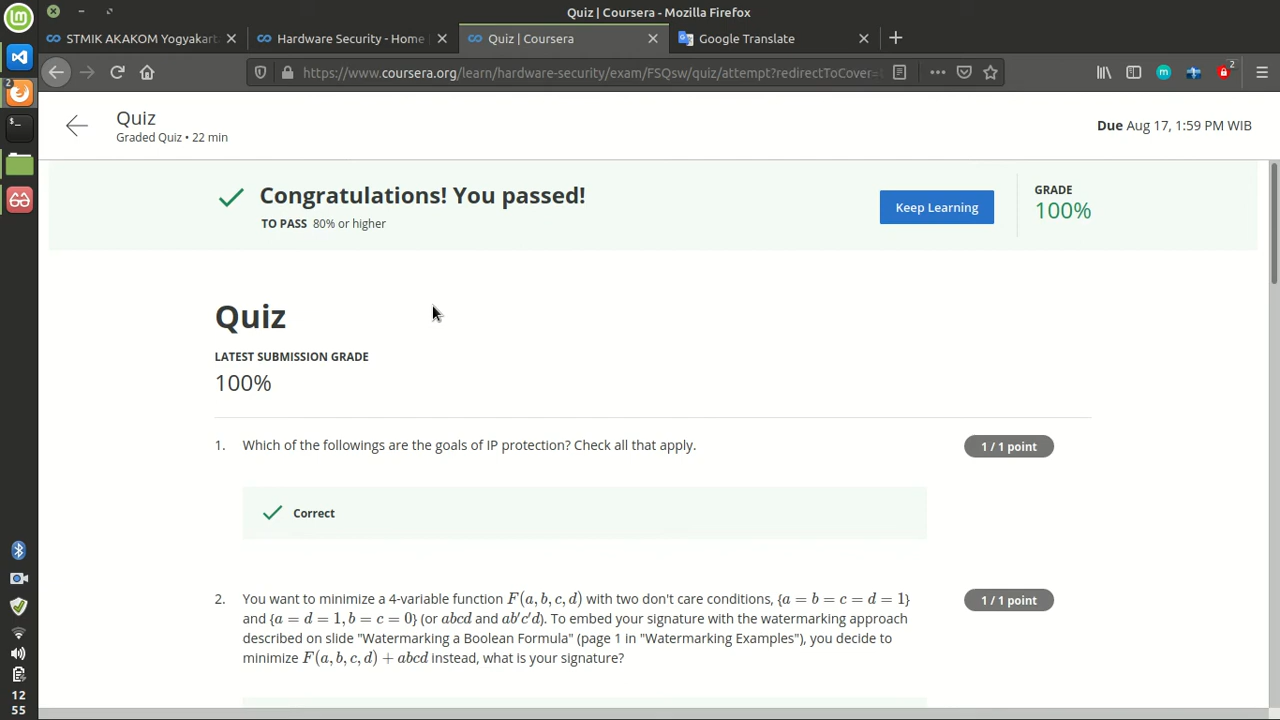 Quiz | Coursera - Mozilla Firefox
STMIK AKAKOM Yogyakart
Hardware Security - Home
Quiz | Coursera
Google Translate
https://www.coursera.org/learn/hardware-security/exam/FSQsw/quiz/attempt?redirectToCover=
2
Quiz
Graded Quiz • 22 min
Due Aug 17, 1:59 PM WIB
Congratulations! You passed!
TO PASS 80% or higher
Keep Learning
GRADE
100%
Quiz
LATEST SUBMISSION GRADE
100%
1. Which of the followings are the goals of IP protection? Check all that apply.
1 / 1 point
Correct
2. You want to minimize a 4-variable function F(a, b, c, d) with two don't care conditions, {a = b = c = d = 1}
and {a = d = 1, b = c = 0} (or abcd and ab'c'd). To embed your signature with the watermarking approach
described on slide "Watermarking a Boolean Formula" (page 1 in "Watermarking Examples"), you decide to
minimize F(a, b, c, d) + abcd instead, what is your signature?
1 / 1 point
12
55